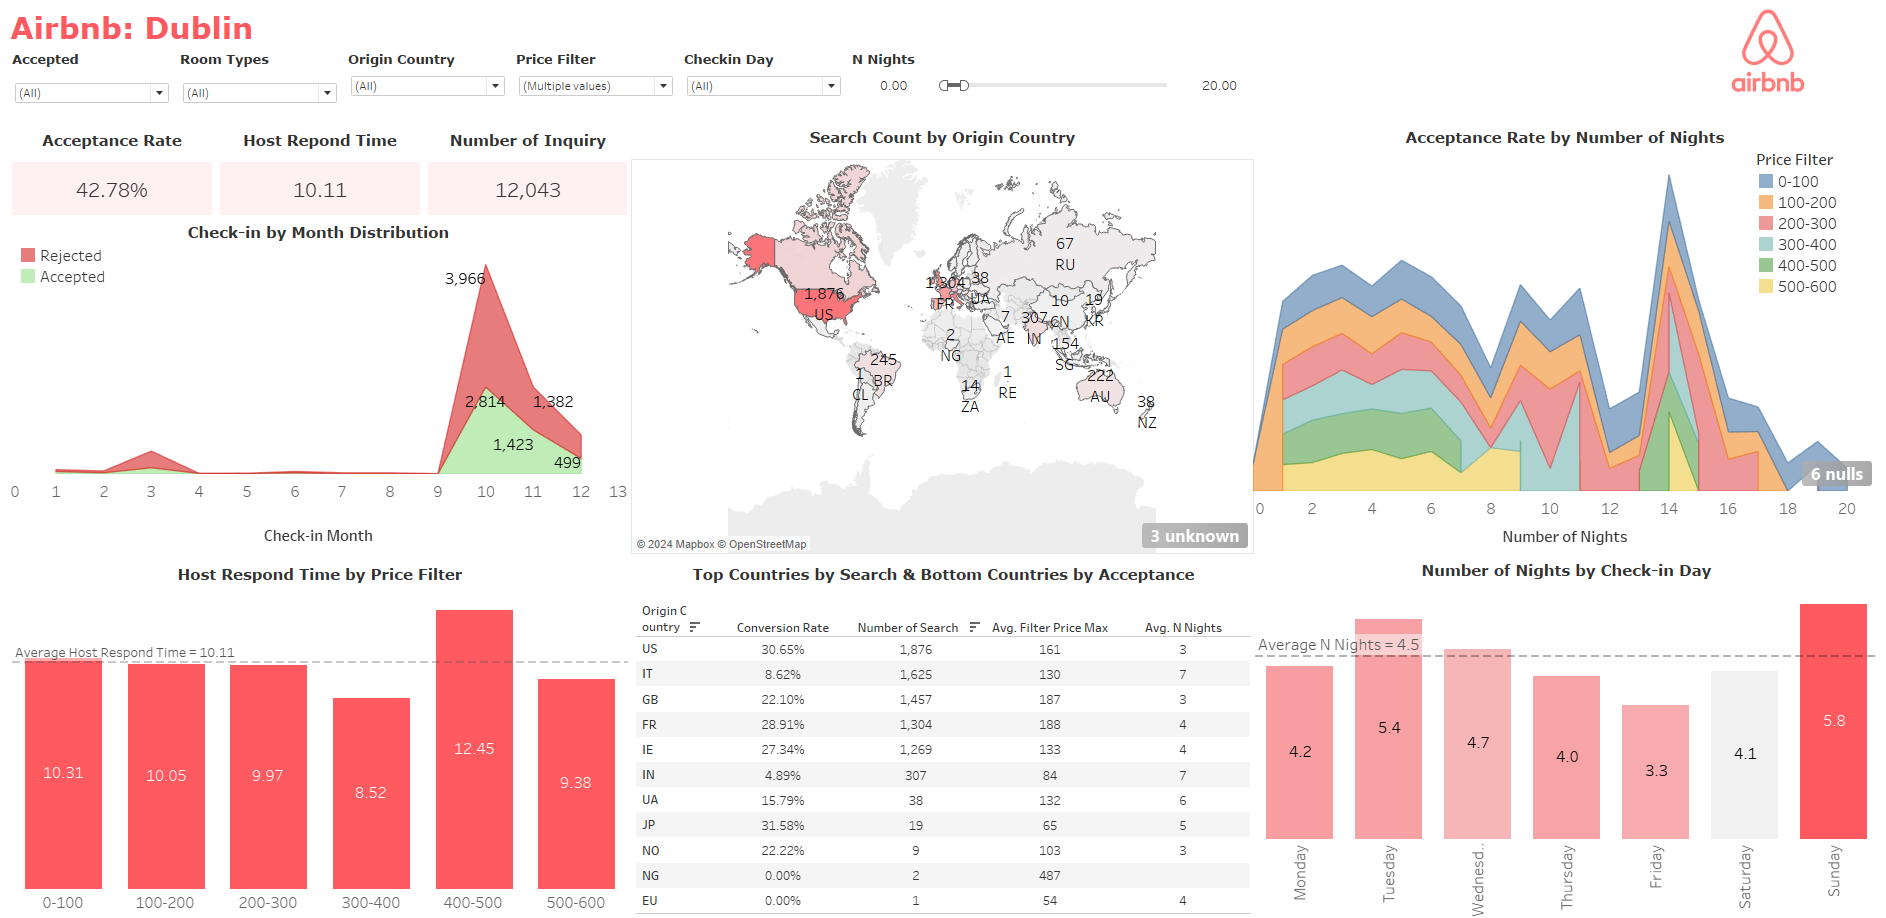 Airbnb: Dublin
Accepted
Room Types
Origin Country
Price Filter
Checkin Day
N Nights
(All)
(All)
(All)
(Multiple values)
(All)
0.00
20.00
airbnb
Acceptance Rate
Host Repond Time
Number of Inquiry
42.78%
10.11
12,043
Check-in by Month Distribution
Rejected
Accepted
3,966
2,814
1,382
1,423
499
0 1 2 3 4 5 6 7 8 9 10 11 12 13
Check-in Month
Search Count by Origin Country
67
RU
1,304
FR
38
UA
1,876
US
10
CN
19
KR
7
AE
307
IN
2
NG
154
SG
245
BR
1
CL
1
RE
14
ZA
222
AU
38
NZ
3 unknown
© 2024 Mapbox © OpenStreetMap
Acceptance Rate by Number of Nights
Price Filter
0-100
100-200
200-300
300-400
400-500
500-600
6 nulls
0 2 4 6 8 10 12 14 16 18 20
Number of Nights
Host Respond Time by Price Filter
Average Host Respond Time = 10.11
10.31 10.05 9.97 8.52 12.45 9.38
0-100 100-200 200-300 300-400 400-500 500-600
Top Countries by Search & Bottom Countries by Acceptance
Origin C
ountry Conversion Rate Number of Search Avg. Filter Price Max Avg. N Nights
US 30.65% 1,876 161 3
IT 8.62% 1,625 130 7
GB 22.10% 1,457 187 3
FR 28.91% 1,304 188 4
IE 27.34% 1,269 133 4
IN 4.89% 307 84 7
UA 15.79% 38 132 6
JP 31.58% 19 65 5
NO 22.22% 9 103 3
NG 0.00% 2 487
EU 0.00% 1 54 4
Number of Nights by Check-in Day
Average N Nights = 4.5
4.2 5.4 4.7 4.0 3.3 4.1 5.8
Monday Tuesday Wednesd.. Thursday Friday Saturday Sunday